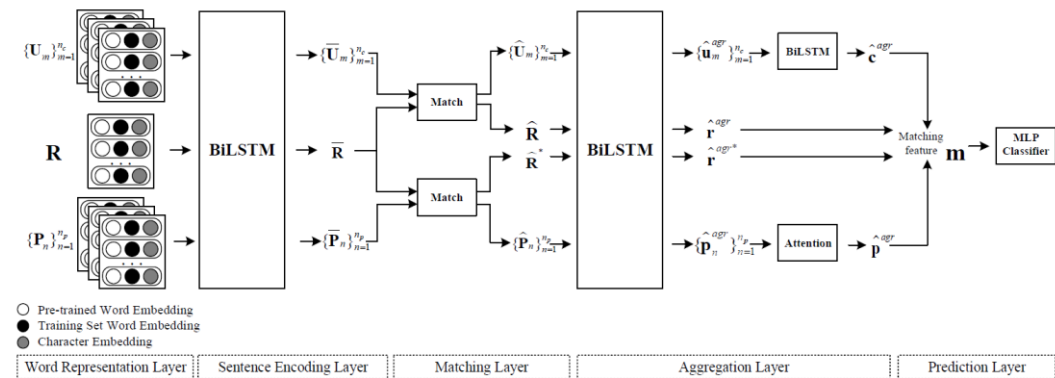 {U_m}_{m=1}^{n_c}
R
{P_n}_{n=1}^{n_p}
...
...
...
BiLSTM
{U̅_m}_{m=1}^{n_c}
R̅
{P̅_n}_{n=1}^{n_p}
Match
Match
{Û_m}_{m=1}^{n_c}
R̂
R̂*
{P̂_n}_{n=1}^{n_p}
BiLSTM
{û_m^{agr}}_{m=1}^{n_c}
r̂^{agr}
r̂^{agr*}
{p̂_n^{agr}}_{n=1}^{n_p}
BiLSTM
Attention
ĉ^{agr}
p̂^{agr}
Matching
feature
m
MLP
Classifier
Pre-trained Word Embedding
Training Set Word Embedding
Character Embedding
Word Representation Layer
Sentence Encoding Layer
Matching Layer
Aggregation Layer
Prediction Layer